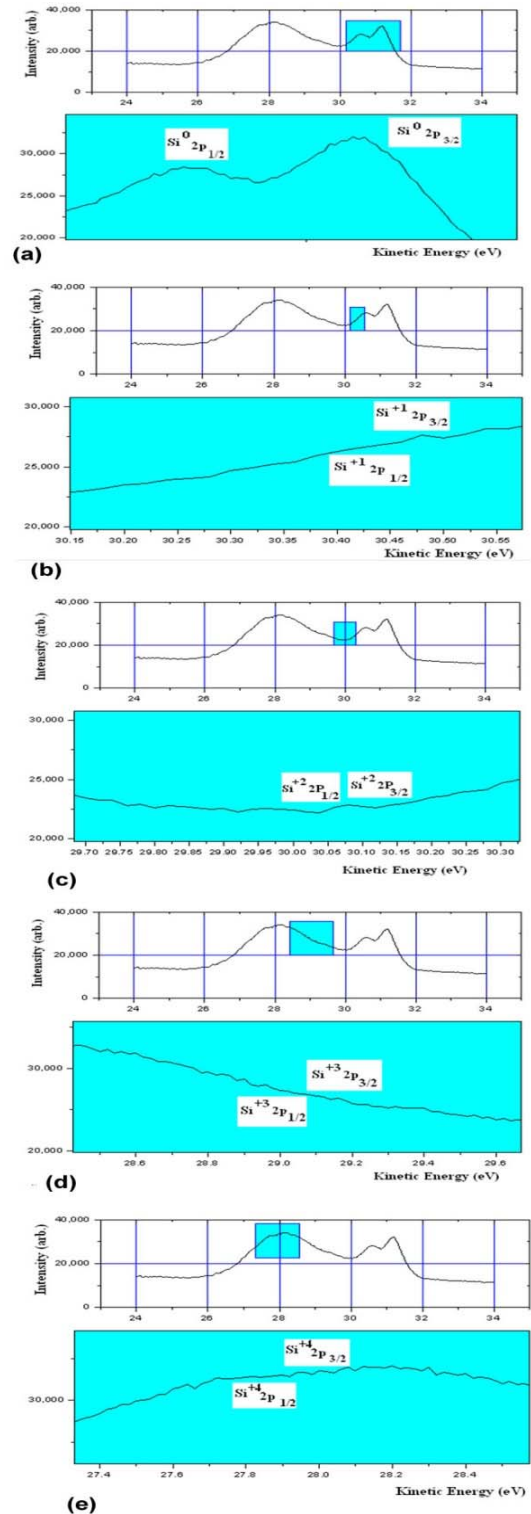 Intensity (arb.)
40,000
20,000
0
24 26 28 30 32 34
Si0 2p1/2
Si0 2p3/2
30,000
25,000
20,000
Kinetic Energy (eV)
(a)
Intensity (arb.)
40,000
20,000
0
24 26 28 30 32 34
30,000
25,000
20,000
Si+1 2p3/2
Si+1 2p1/2
30.15 30.20 30.25 30.30 30.35 30.40 30.45 30.50 30.55
Kinetic Energy (eV)
(b)
Intensity (arb.)
40,000
20,000
0
24 26 28 30 32 34
30,000
25,000
20,000
Si+2 2P1/2
Si+2 2P3/2
29.70 29.75 29.80 29.85 29.90 29.95 30.00 30.05 30.10 30.15 30.20 30.25 30.30
Kinetic Energy (eV)
(c)
Intensity (arb.)
40,000
20,000
0
24 26 28 30 32 34
30,000
20,000
Si+3 2p3/2
Si+3 2p1/2
28.6 28.8 29.0 29.2 29.4 29.6
Kinetic Energy (eV)
(d)
Intensity (arb.)
40,000
20,000
0
24 26 28 30 32 34
30,000
Si+4 2p3/2
Si+4 2p1/2
27.4 27.6 27.8 28.0 28.2 28.4
Kinetic Energy (eV)
(e)